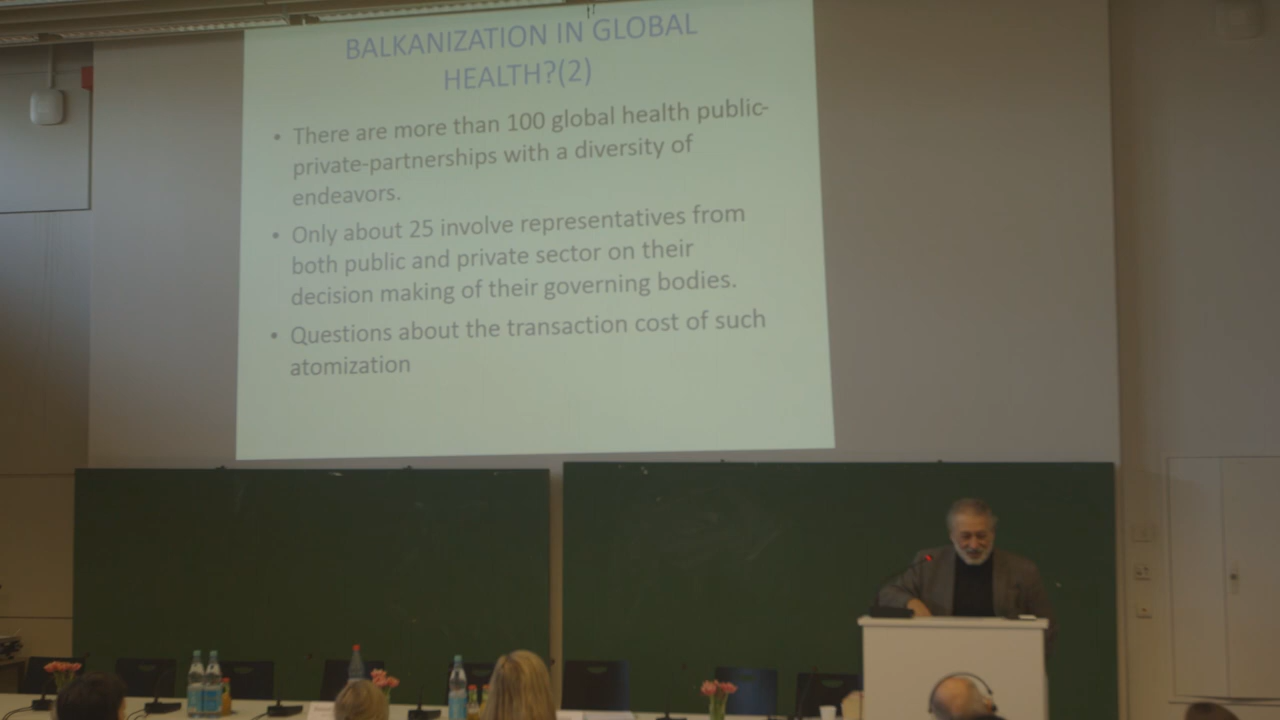 BALKANIZATION IN GLOBAL
HEALTH?(2)
• There are more than 100 global health public-
private-partnerships with a diversity of
endeavors.
• Only about 25 involve representatives from
both public and private sector on their
decision making of their governing bodies.
• Questions about the transaction cost of such
atomization